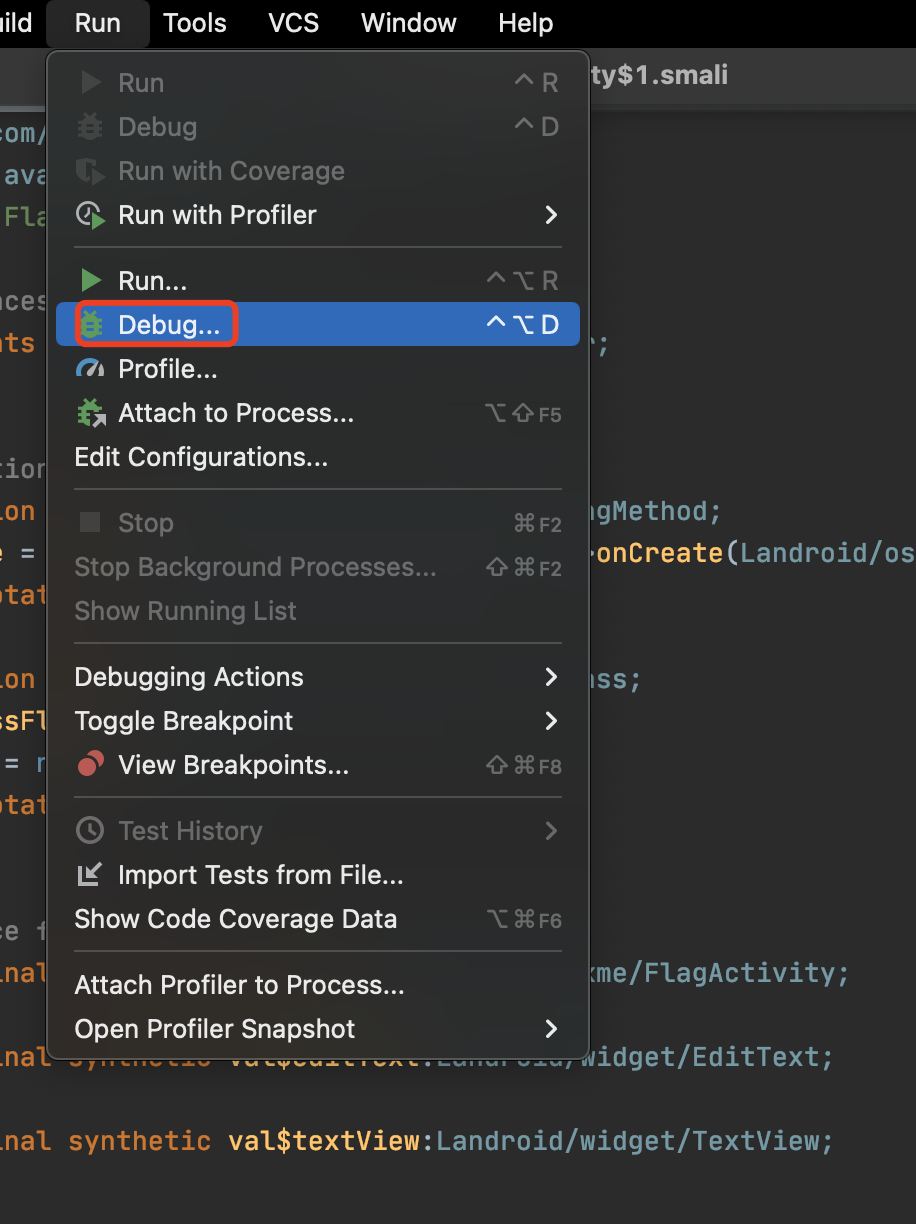 uild Run Tools VCS Window Help
ty$1.smali
Run ^ R
com/
Debug ^ D
ava
Run with Coverage
Fla
Run with Profiler >
Run... ^ ⌥ R
ces
Debug... ^ ⌥ D
nts r;
Profile...
Attach to Process... ⌥⇧F5
Edit Configurations...
tion
ion ngMethod;
Stop ⌘F2
e = >onCreate(Landroid/os
Stop Background Processes... ⇧⌘F2
otat
Show Running List
Debugging Actions >
ion ass;
Toggle Breakpoint >
ssFl
View Breakpoints... ⇧⌘F8
= n
otat
Test History >
Import Tests from File...
Show Code Coverage Data ⌥⌘F6
ce f
inal kme/FlagActivity;
Attach Profiler to Process...
Open Profiler Snapshot >
inal synthetic val$editText:Landroid/widget/EditText;
inal synthetic val$textView:Landroid/widget/TextView;